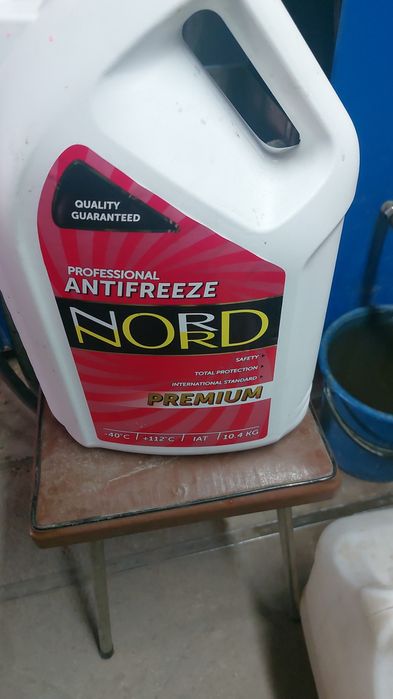 QUALITY
GUARANTEED
PROFESSIONAL
ANTIFREEZE
NORD
SAFETY
TOTAL PROTECTION
INTERNATIONAL STANDARD
PREMIUM
-40°C | +112°C | IAT | 10.4 KG